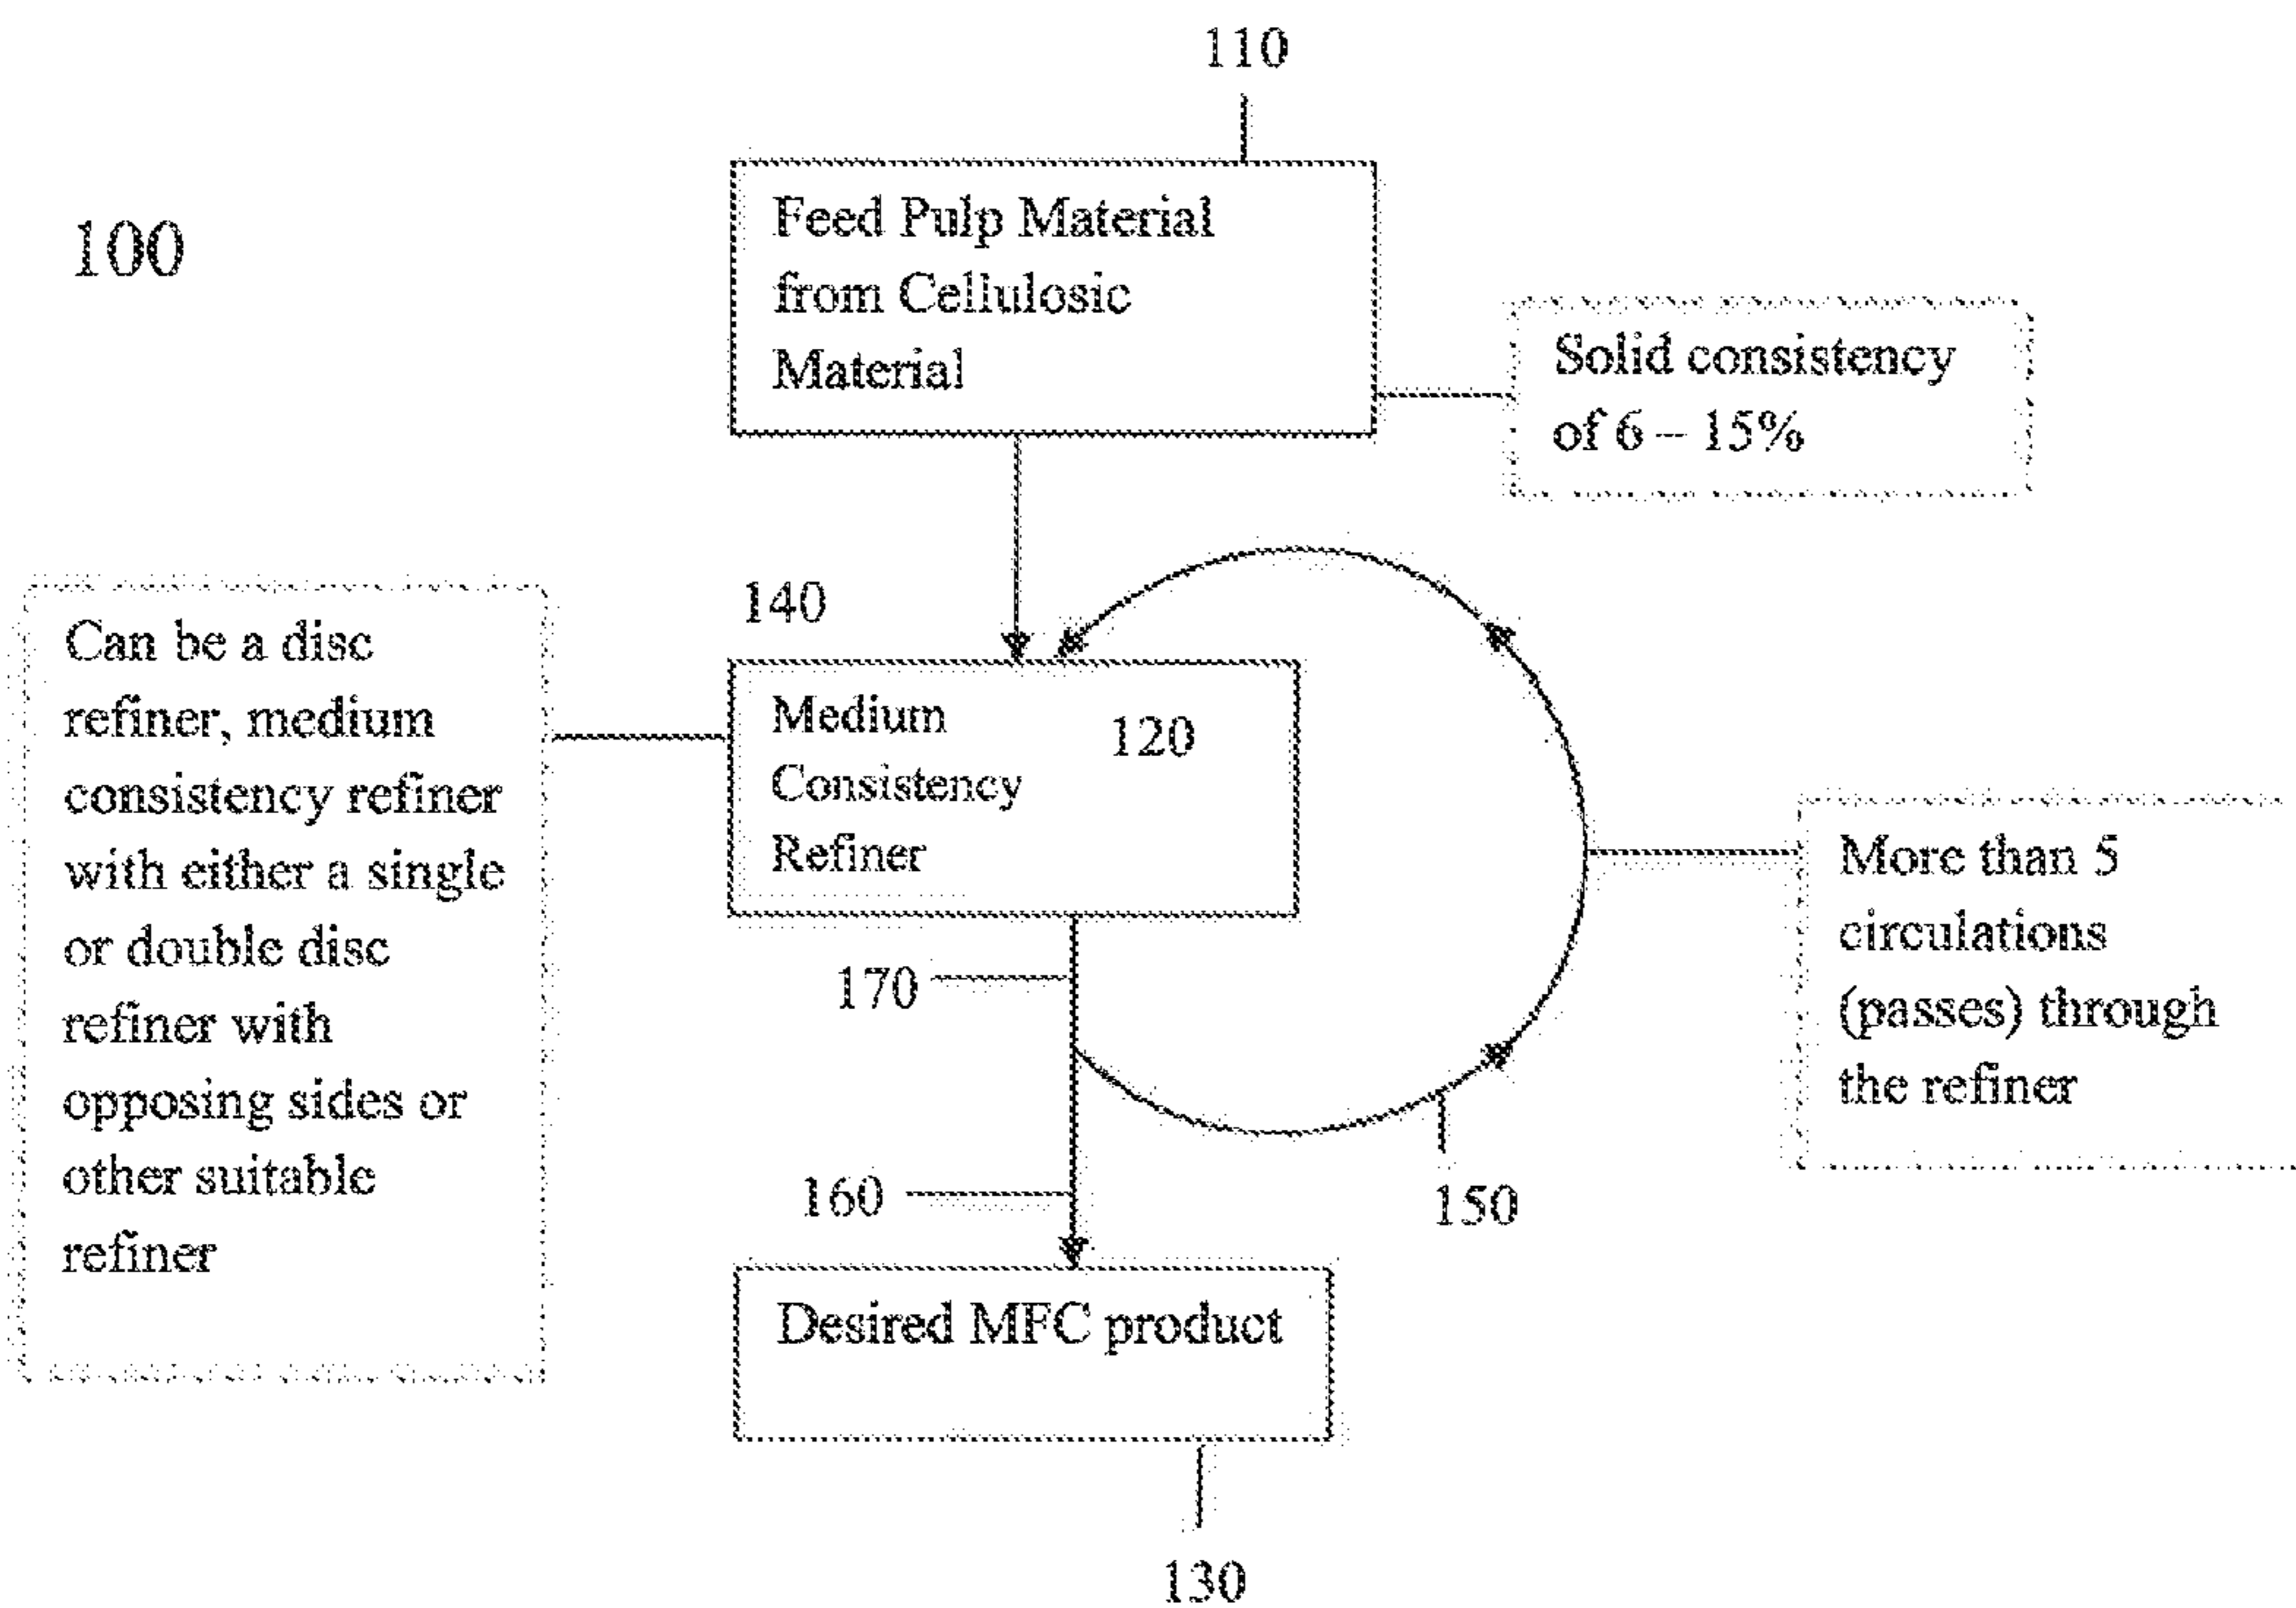 110
100
Feed Pulp Material
from Cellulosic
Material
Solid consistency
of 6 – 15%
140
Can be a disc
refiner, medium
consistency refiner
with either a single
or double disc
refiner with
opposing sides or
other suitable
refiner
Medium
Consistency
Refiner
120
More than 5
circulations
(passes) through
the refiner
170
160
150
Desired MFC product
130